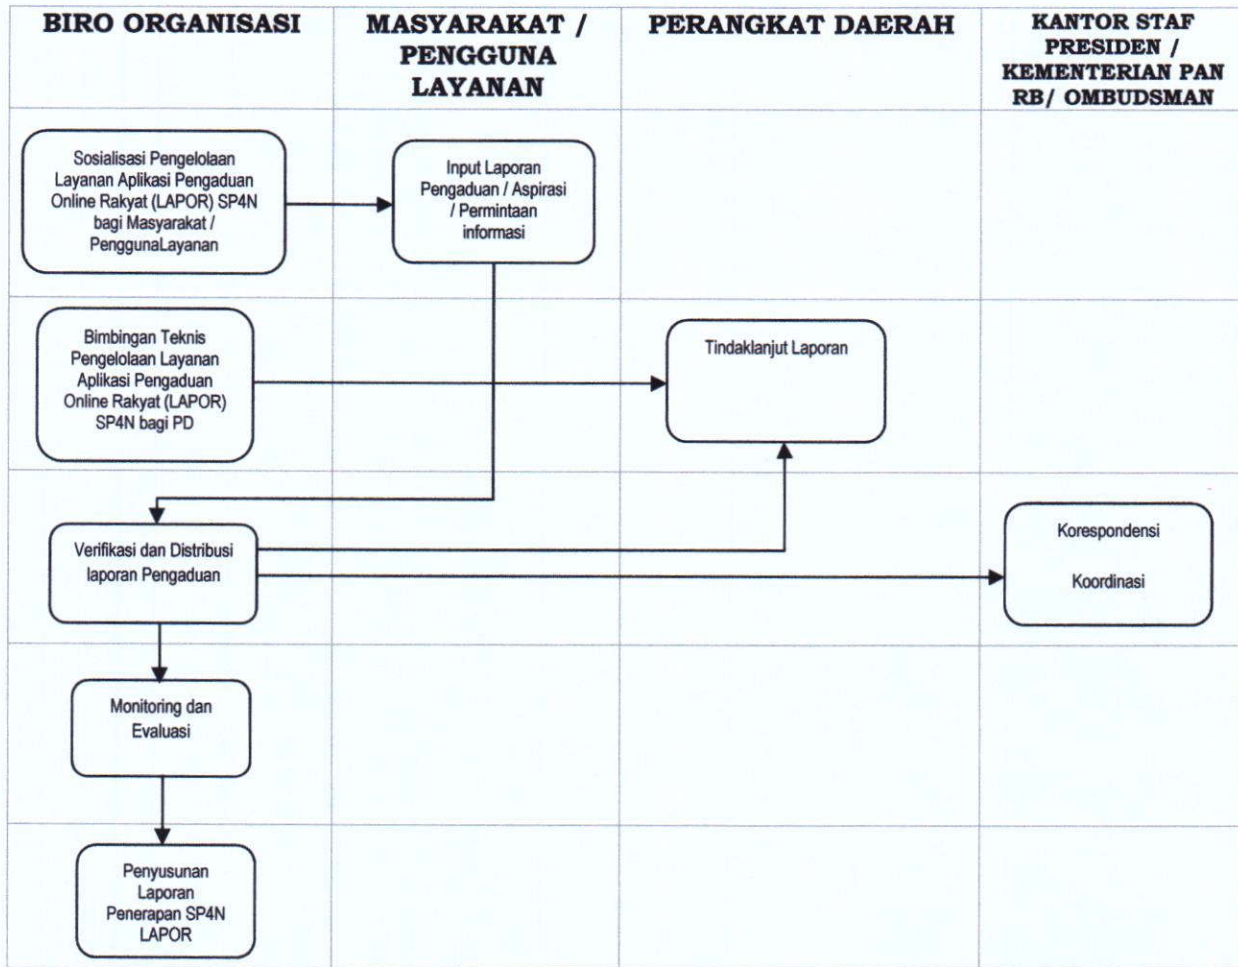 BIRO ORGANISASI
MASYARAKAT /
PENGGUNA
LAYANAN
PERANGKAT DAERAH
KANTOR STAF
PRESIDEN /
KEMENTERIAN PAN
RB/ OMBUDSMAN
Sosialisasi Pengelolaan
Layanan Aplikasi Pengaduan
Online Rakyat (LAPOR) SP4N
bagi Masyarakat /
PenggunaLayanan
Input Laporan
Pengaduan / Aspirasi
/ Permintaan
informasi
Bimbingan Teknis
Pengelolaan Layanan
Aplikasi Pengaduan
Online Rakyat (LAPOR)
SP4N bagi PD
Tindaklanjut Laporan
Verifikasi dan Distribusi
laporan Pengaduan
Korespondensi
Koordinasi
Monitoring dan
Evaluasi
Penyusunan
Laporan
Penerapan SP4N
LAPOR